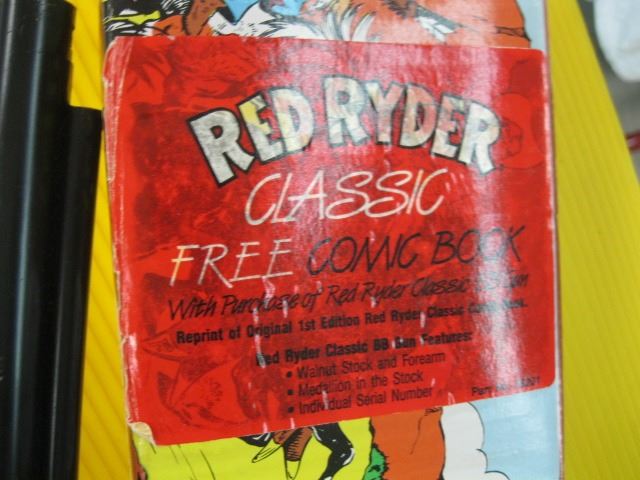 RED RYDER
CLASSIC
FREE COMIC BOOK
With Purchase of Red Ryder Classic BB Gun
Reprint of Original 1st Edition Red Ryder Classic Comic Book.
Red Ryder Classic BB Gun Features:
• Walnut Stock and Forearm
• Medallion in the Stock
• Individual Serial Number